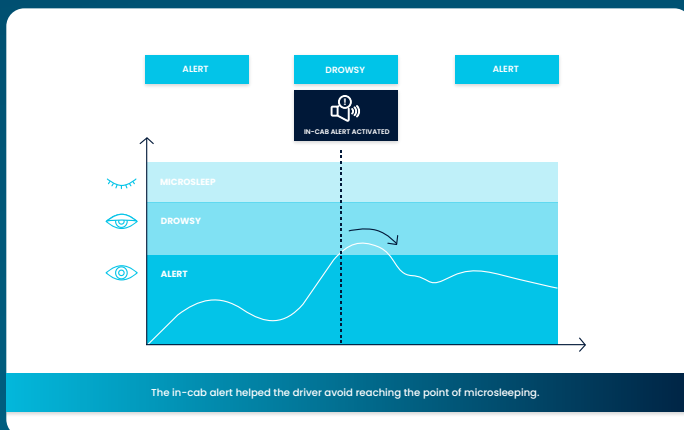 ALERT
DROWSY
ALERT
!
IN-CAB ALERT ACTIVATED
MICROSLEEP
DROWSY
ALERT
The in-cab alert helped the driver avoid reaching the point of microsleeping.